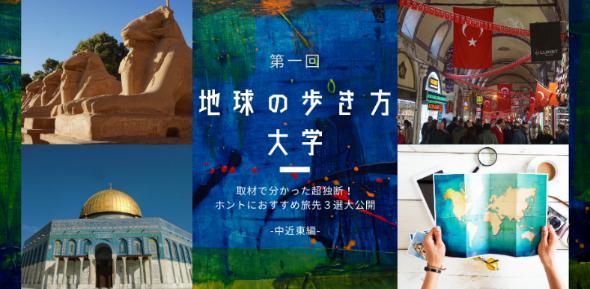 第一回
地球の歩き方
大学
取材で分かった超独断！
ホントにおすすめ旅先３選大公開
-中近東編-